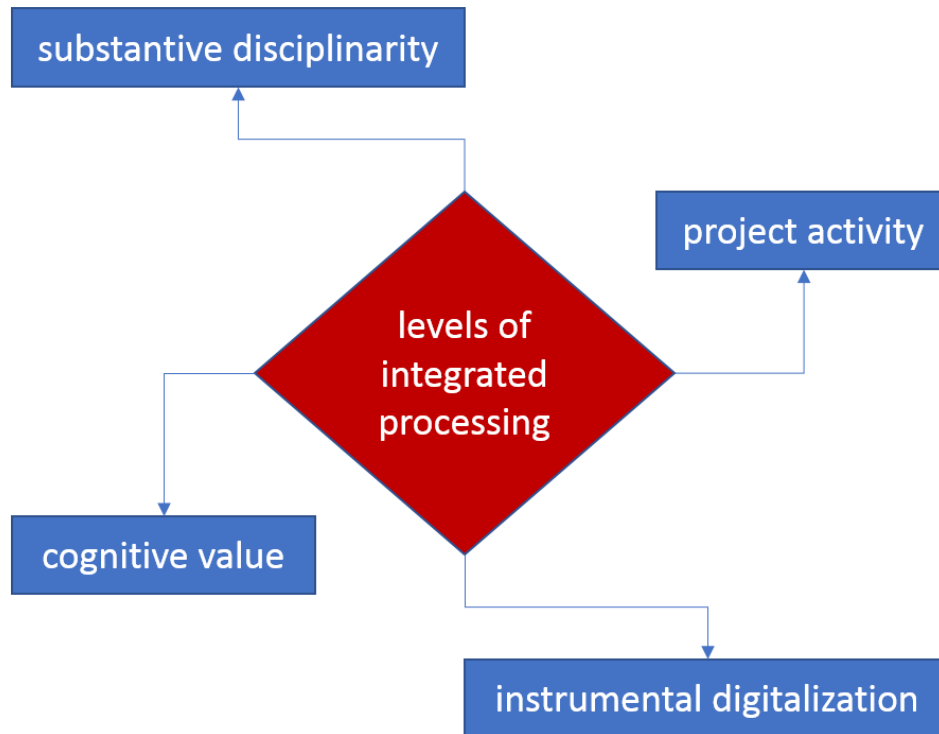 substantive disciplinarity
project activity
levels of
integrated
processing
cognitive value
instrumental digitalization